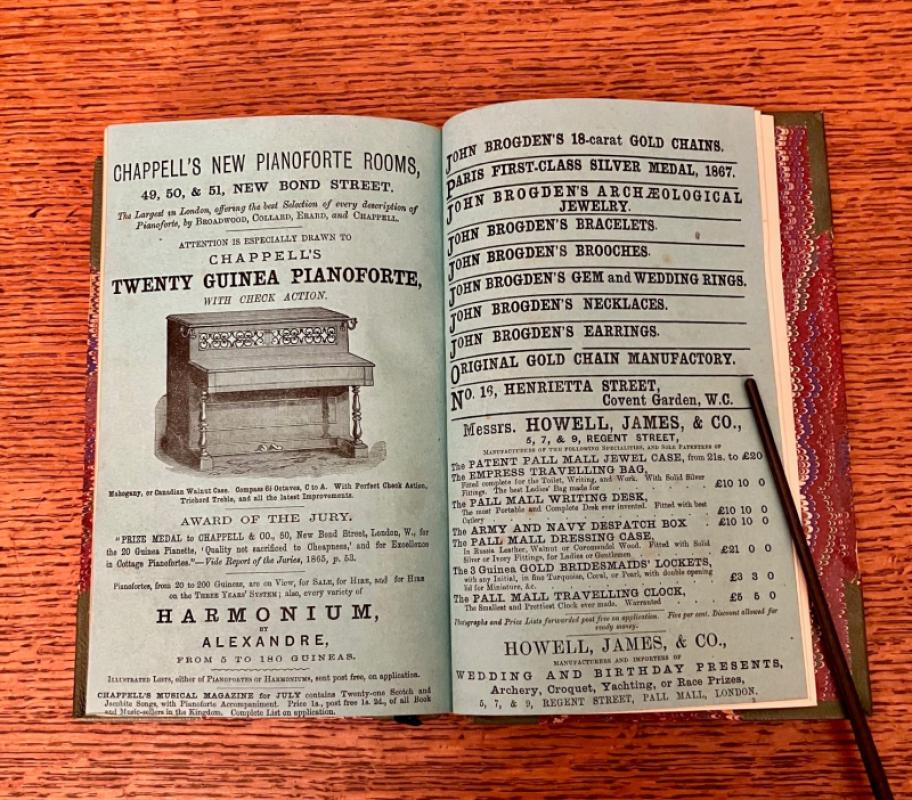 CHAPPELL'S NEW PIANOFORTE ROOMS,
49, 50, & 51, NEW BOND STREET.
The Largest in London, offering the best Selection of every description of
Pianoforte, by BROADWOOD, COLLARD, ERARD, and CHAPPELL.
ATTENTION IS ESPECIALLY DRAWN TO
CHAPPELL'S
TWENTY GUINEA PIANOFORTE,
WITH CHECK ACTION.
Mahogany, or Canadian Walnut Case. Compass 6¾ Octaves, C to A. With Perfect Check Action,
Trichord Treble, and all the latest Improvements.
AWARD OF THE JURY.
"PRIZE MEDAL to CHAPPELL & CO., 50, New Bond Street, London, W., for
the 20 Guinea Pianette, 'Quality not sacrificed to Cheapness,' and for Excellence
in Cottage Pianofortes."—Vide Report of the Juries, 1865, p. 53.
Pianofortes, from 20 to 200 Guineas, are on View, for SALE, for HIRE, and for HIRE
on the THREE YEARS' SYSTEM; also, every variety of
HARMONIUM,
BY
ALEXANDRE,
FROM 5 TO 180 GUINEAS.
ILLUSTRATED LISTS, either of PIANOFORTES or HARMONIUMS, sent post free, on application.
CHAPPELL'S MUSICAL MAGAZINE for JULY contains Twenty-one Scotch and
Jacobite Songs, with Pianoforte Accompaniment. Price 1s., post free 1s. 2d., of all Book
and Music-sellers in the Kingdom. Complete List on application.
JOHN BROGDEN'S 18-carat GOLD CHAINS.
PARIS FIRST-CLASS SILVER MEDAL, 1867.
JOHN BROGDEN'S ARCHÆOLOGICAL
JEWELRY.
JOHN BROGDEN'S BRACELETS.
JOHN BROGDEN'S BROOCHES.
JOHN BROGDEN'S GEM and WEDDING RINGS.
JOHN BROGDEN'S NECKLACES.
JOHN BROGDEN'S EARRINGS.
ORIGINAL GOLD CHAIN MANUFACTORY.
NO. 16, HENRIETTA STREET,
Covent Garden, W.C.
Messrs. HOWELL, JAMES, & CO.,
5, 7, & 9, REGENT STREET,
MANUFACTURERS OF THE FOLLOWING SPECIALITIES, AND SOLE PATENTEES OF
The PATENT PALL MALL JEWEL CASE, from 21s. to £20
The EMPRESS TRAVELLING BAG,
Fitted complete for the Toilet, Writing, and Work. With Solid Silver
Fittings. The best Ladies' Bag made for £10 10 0
The PALL MALL WRITING DESK,
The most Portable and Complete Desk ever invented. Fitted with best
Cutlery £10 10 0
The ARMY AND NAVY DESPATCH BOX £10 10 0
The PALL MALL DRESSING CASE,
In Russia Leather, Walnut or Coromandel Wood. Fitted with Solid
Silver or Ivory Fittings, for Ladies or Gentlemen £21 0 0
The 3 Guinea GOLD BRIDESMAIDS' LOCKETS,
with any Initial, in fine Turquoise, Coral, or Pearl, with double opening
lid for Miniature, &c. £3 3 0
The PALL MALL TRAVELLING CLOCK,
The Smallest and Prettiest Clock ever made. Warranted £5 5 0
Photographs and Price Lists forwarded post free on application. Five per cent. Discount allowed for
ready money.
HOWELL, JAMES, & CO.,
MANUFACTURERS AND IMPORTERS OF
WEDDING AND BIRTHDAY PRESENTS,
Archery, Croquet, Yachting, or Race Prizes,
5, 7, & 9, REGENT STREET, PALL MALL, LONDON.